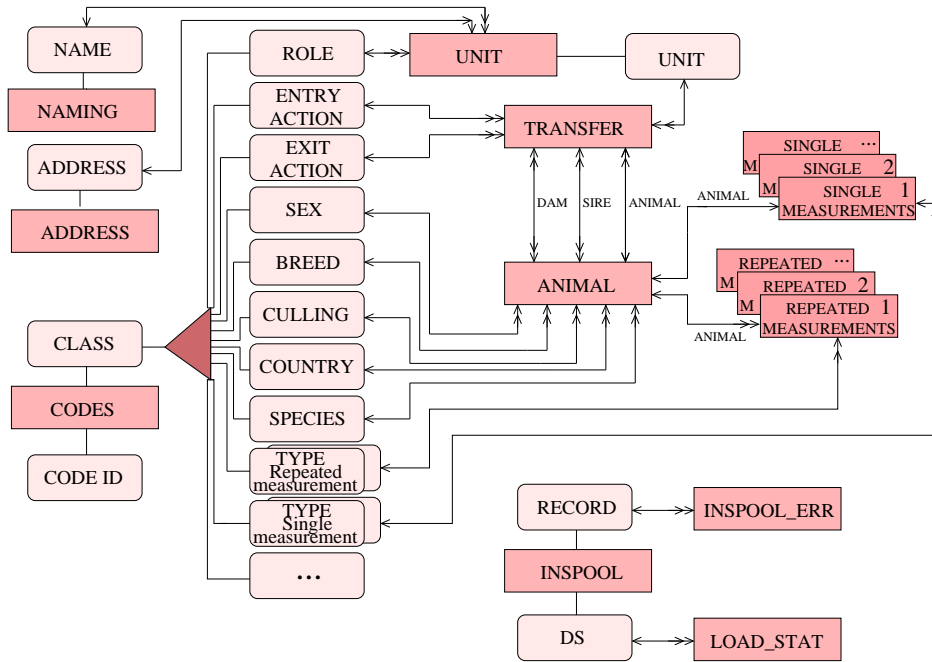 NAME
NAMING
ADDRESS
ADDRESS
CLASS
CODES
CODE ID
ROLE
ENTRY
ACTION
EXIT
ACTION
SEX
BREED
CULLING
COUNTRY
SPECIES
TYPE
Repeated
measurement
TYPE
Single
measurement
...
UNIT
UNIT
TRANSFER
DAM
SIRE
ANIMAL
ANIMAL
ANIMAL
ANIMAL
SINGLE ...
M SINGLE 2
M SINGLE 1
MEASUREMENTS
REPEATED ...
M REPEATED 2
M REPEATED 1
MEASUREMENTS
RECORD
INSPOOL_ERR
INSPOOL
DS
LOAD_STAT